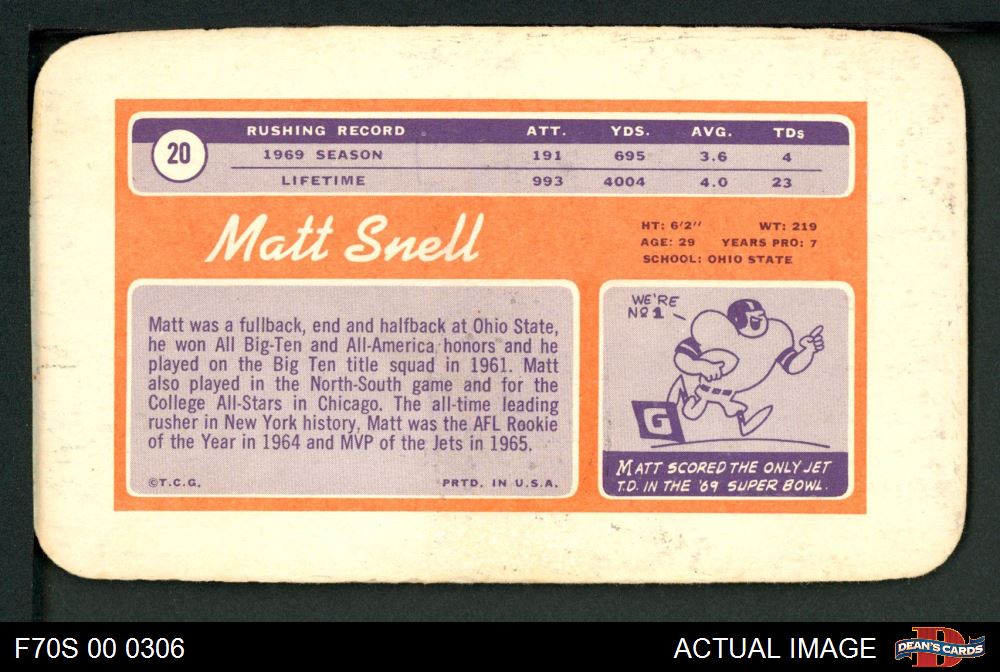 20
RUSHING RECORD ATT. YDS. AVG. TDs
1969 SEASON 191 695 3.6 4
LIFETIME 993 4004 4.0 23
Matt Snell
HT: 6'2" WT: 219
AGE: 29 YEARS PRO: 7
SCHOOL: OHIO STATE
Matt was a fullback, end and halfback at Ohio State,
he won All Big-Ten and All-America honors and he
played on the Big Ten title squad in 1961. Matt
also played in the North-South game and for the
College All-Stars in Chicago. The all-time leading
rusher in New York history, Matt was the AFL Rookie
of the Year in 1964 and MVP of the Jets in 1965.
©T.C.G. PRTD. IN U.S.A.
WE'RE
Nº 1
G
MATT SCORED THE ONLY JET
T.D. IN THE '69 SUPER BOWL.
F70S 00 0306 ACTUAL IMAGE
D
DEAN'S CARDS